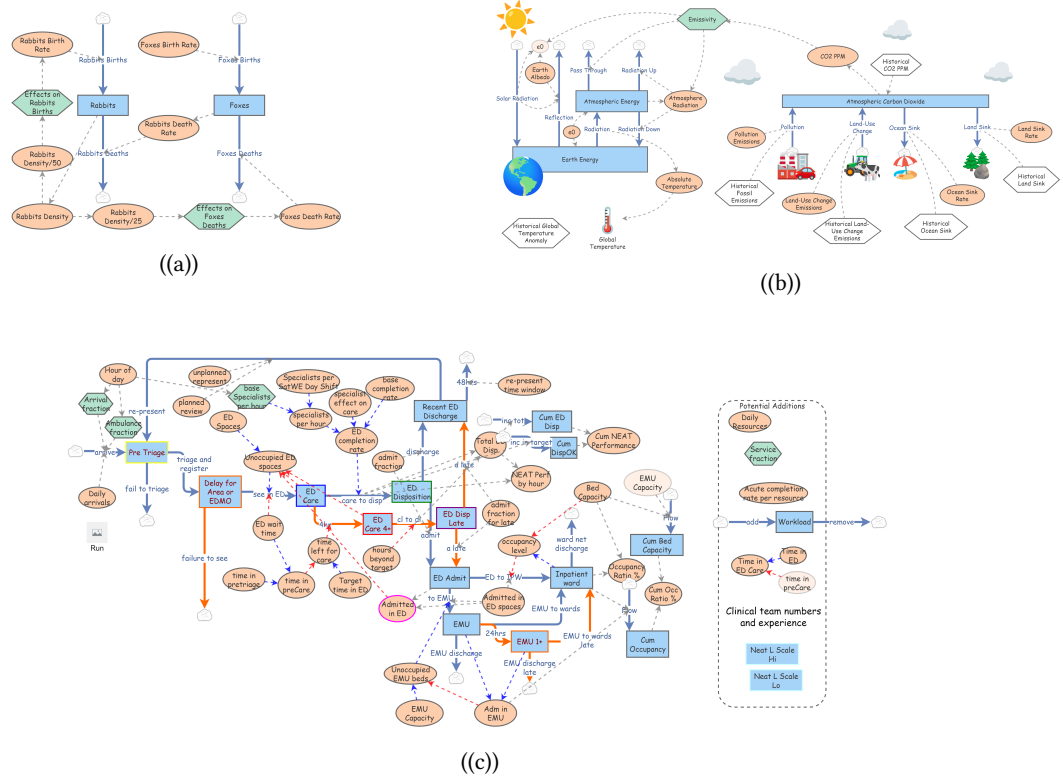 Rabbits Birth
Rate
Foxes Birth Rate
Rabbits Births
Foxes Births
Effects on
Rabbits
Births
Rabbits
Foxes
Rabbits Death
Rate
Rabbits
Density/50
Rabbits Deaths
Foxes Deaths
Rabbits Density
Rabbits
Density/25
Effects on
Foxes
Deaths
Foxes Death Rate
((a))
Emissivity
e0
Earth
Albedo
Pass Through
Radiation Up
Solar Radiation
Atmospheric Energy
Atmosphere
Radiation
Reflection
e0
Radiation
Radiation Down
Earth Energy
Absolute
Temperature
Historical Global
Temperature
Anomaly
Global
Temperature
CO2 PPM
Historical
CO2 PPM
Atmospheric Carbon Dioxide
Pollution
Emissions
Pollution
Land-Use
Change
Ocean Sink
Land Sink
Land Sink
Rate
Historical
Fossil
Emissions
Land-Use Change
Emissions
Historical Land-
Use Change
Emissions
Ocean Sink
Rate
Historical
Ocean Sink
Historical
Land Sink
((b))
Hour of
day
unplanned
represent
Arrival
fraction
planned
review
Ambulance
fraction
re-present
base
Specialists
per hour
Specialists per
SatWE Day Shift
specialist
effect on
care
base
completion
rate
specialists
per hour
ED
Spaces
ED
completion
rate
48hrs
re-present
time window
Recent ED
Discharge
Cum ED
Disp
Cum
DispOK
inc in target
Cum NEAT
Performance
arrive
Pre Triage
triage and
register
Unoccupied ED
spaces
admit
fraction
discharge
NEAT Perf
by hour
Daily
arrivals
fail to triage
Delay for
Area or
EDMO
see in ED
ED
Care
care to disp
ED
Disposition
Bed
Capacity
EMU
Capacity
Run
ED wait
time
ED
Care 4+
admit
ED Disp
Late
admit
fraction
for late
failure to see
time
left for
care
hours
beyond
target
a late
occupancy
level
ward net
discharge
Cum Bed
Capacity
time in
pretriage
time in
preCare
Target
time in ED
ED Admit
Inpatient
ward
Occupancy
Ratio %
Cum Occ
Ratio %
Admitted
in ED
to EMU
Admitted in
ED spaces
EMU to wards
EMU
24hrs
EMU 1+
EMU to wards
late
Cum
Occupancy
EMU discharge
EMU discharge
late
Unoccupied
EMU beds
EMU
Capacity
Adm in
EMU
Potential Additions
Daily
Resources
Service
fraction
Acute completion
rate per resource
add
Workload
remove
Time in
ED
Time in
ED Care
time in
preCare
Clinical team numbers
and experience
Neat L Scale
Hi
Neat L Scale
Lo
((c))